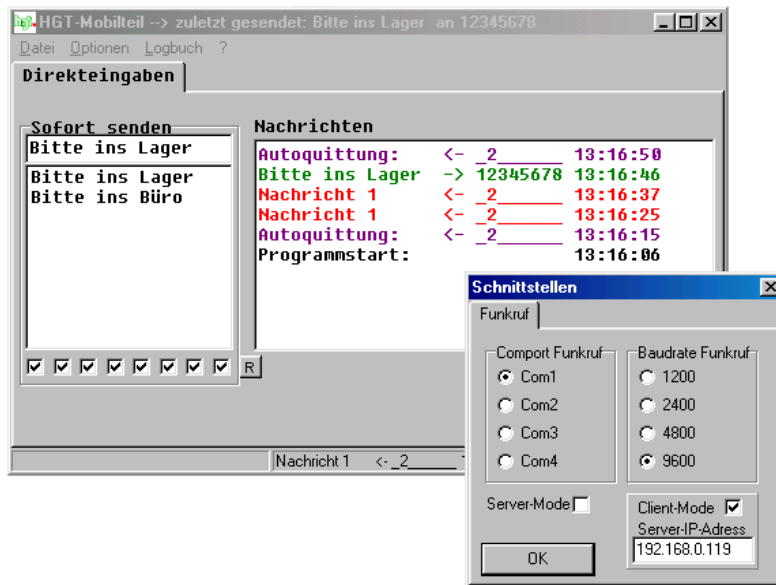 HGT-Mobilteil --> zuletzt gesendet: Bitte ins Lager an 12345678
Datei Optionen Logbuch ?
Direkteingaben
Sofort senden
Bitte ins Lager
Bitte ins Lager
Bitte ins Büro
R
Nachrichten
Autoquittung: <- _2______ 13:16:50
Bitte ins Lager -> 12345678 13:16:46
Nachricht 1 <- _2______ 13:16:37
Nachricht 1 <- _2______ 13:16:25
Autoquittung: <- _2______ 13:16:15
Programmstart: 13:16:06
Nachricht 1 <-_2______
Schnittstellen
Funkruf
Comport Funkruf
Com1
Com2
Com3
Com4
Baudrate Funkruf
1200
2400
4800
9600
Server-Mode
Client-Mode
Server-IP-Adress
192.168.0.119
OK